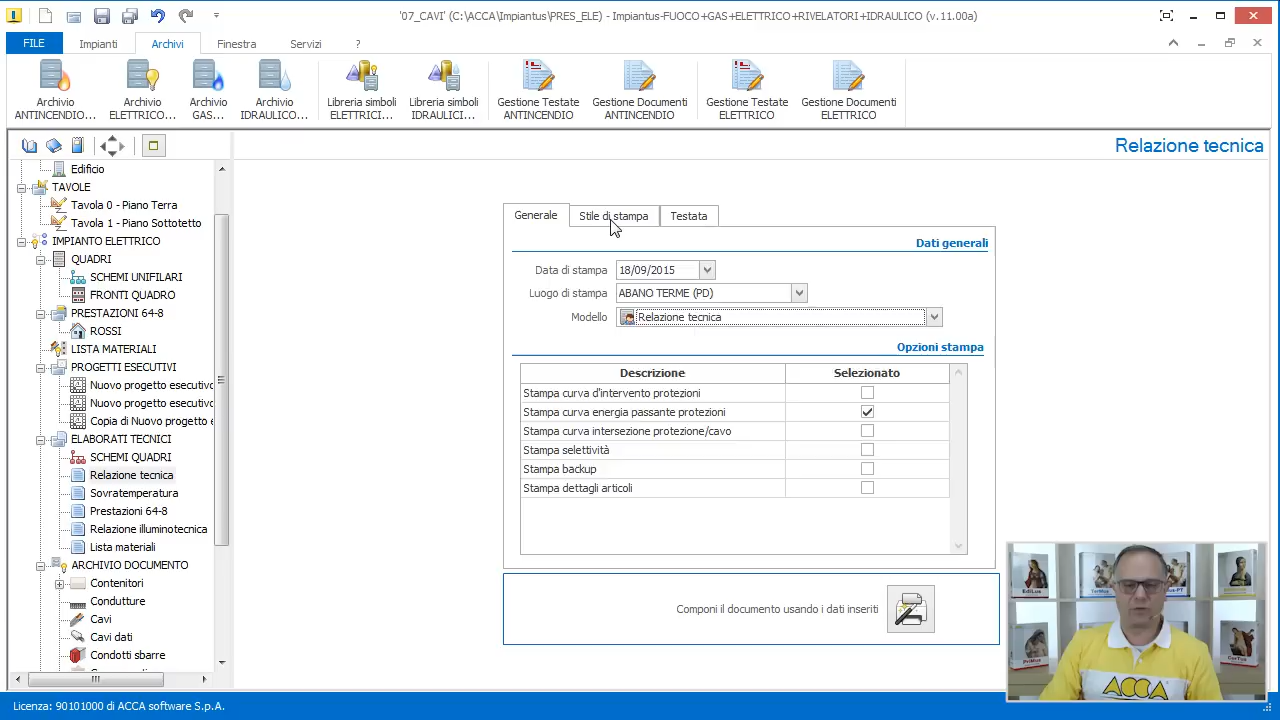 '07_CAVI' (C:\ACCA\Impiantus\PRES_ELE) - Impiantus-FUOCO+GAS+ELETTRICO+RIVELATORI+IDRAULICO (v.11.00a)
FILE
Impianti
Archivi
Finestra
Servizi
?
Archivio ANTINCENDIO...
Archivio ELETTRICO...
Archivio GAS...
Archivio IDRAULICO...
Libreria simboli ELETTRICI...
Libreria simboli IDRAULICI...
Gestione Testate ANTINCENDIO
Gestione Documenti ANTINCENDIO
Gestione Testate ELETTRICO
Gestione Documenti ELETTRICO
Relazione tecnica
Edificio
TAVOLE
Tavola 0 - Piano Terra
Tavola 1 - Piano Sottotetto
IMPIANTO ELETTRICO
QUADRI
SCHEMI UNIFILARI
FRONTI QUADRO
PRESTAZIONI 64-8
ROSSI
LISTA MATERIALI
PROGETTI ESECUTIVI
Nuovo progetto esecutivo
Nuovo progetto esecutivo
Copia di Nuovo progetto e
ELABORATI TECNICI
SCHEMI QUADRI
Relazione tecnica
Sovratemperatura
Prestazioni 64-8
Relazione illuminotecnica
Lista materiali
ARCHIVIO DOCUMENTO
Contenitori
Condutture
Cavi
Cavi dati
Condotti sbarre
Generale
Stile di stampa
Testata
Dati generali
Data di stampa 18/09/2015
Luogo di stampa ABANO TERME (PD)
Modello Relazione tecnica
Opzioni stampa
Descrizione Selezionato
Stampa curva d'intervento protezioni
Stampa curva energia passante protezioni
Stampa curva intersezione protezione/cavo
Stampa selettività
Stampa backup
Stampa dettagli articoli
Componi il documento usando i dati inseriti
EdiLus
PriMus
CerTus
ACCA
Licenza: 90101000 di ACCA software S.p.A.